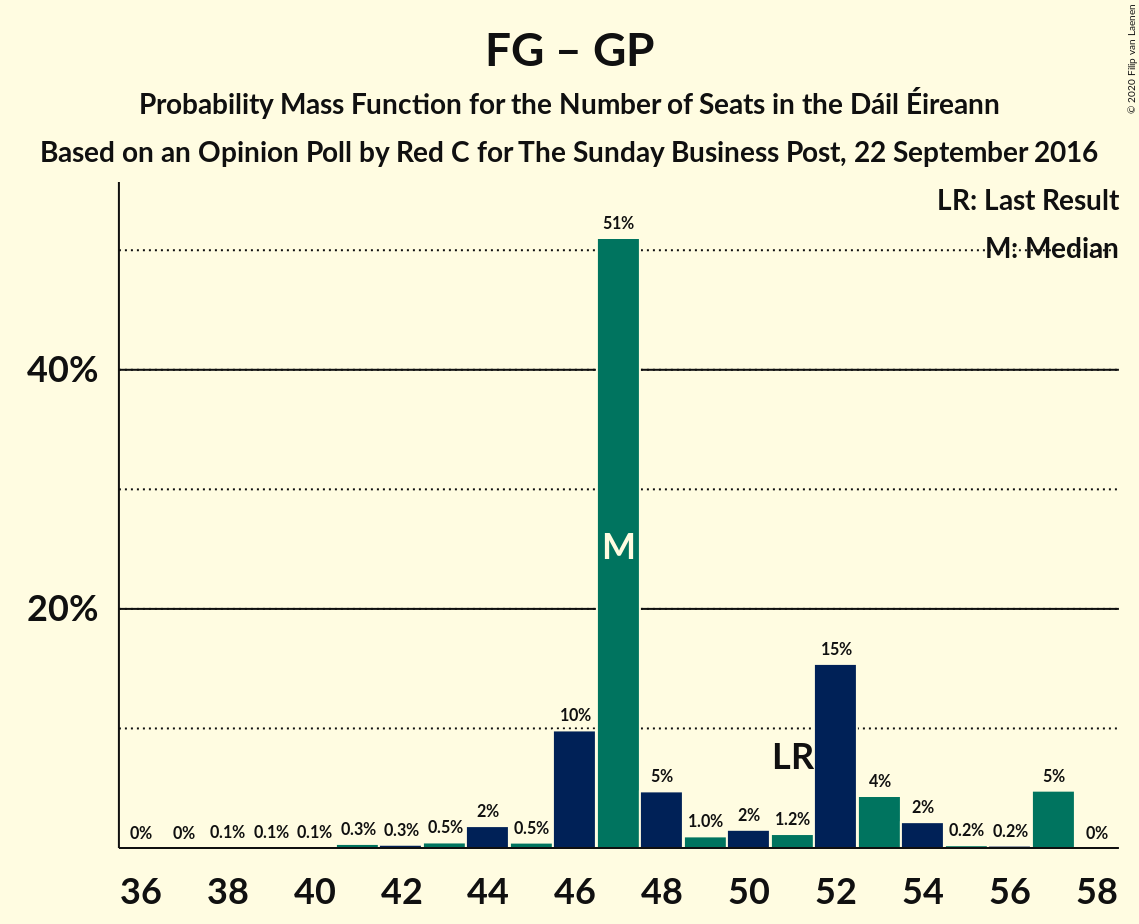 FG – GP
Probability Mass Function for the Number of Seats in the Dáil Éireann
Based on an Opinion Poll by Red C for The Sunday Business Post, 22 September 2016
© 2020 Filip van Laenen
LR: Last Result
M: Median
51%
40%
M
20%
15%
10%
LR
5%
4%
5%
2%
2%
2%
1.0%
1.2%
0%
0%
0.1%
0.1%
0.1%
0.3%
0.3%
0.5%
0.5%
0.2%
0.2%
0%
36 38 40 42 44 46 48 50 52 54 56 58